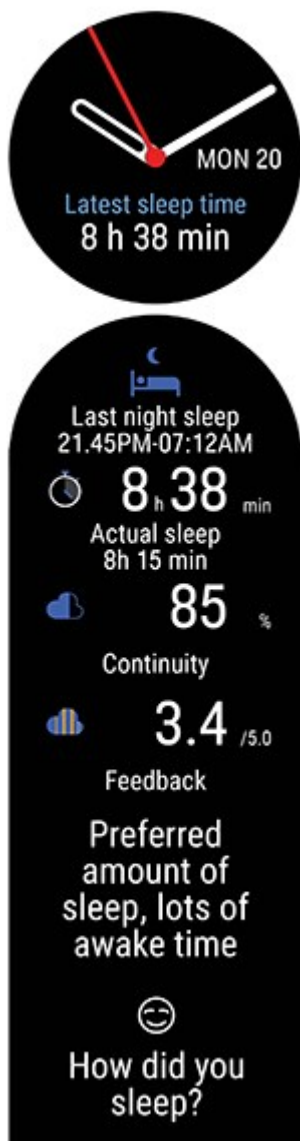 MON 20
Latest sleep time
8 h 38 min
Last night sleep
21.45PM-07:12AM
8 h 38 min
Actual sleep
8h 15 min
85 %
Continuity
3.4 /5.0
Feedback
Preferred
amount of
sleep, lots of
awake time
How did you
sleep?